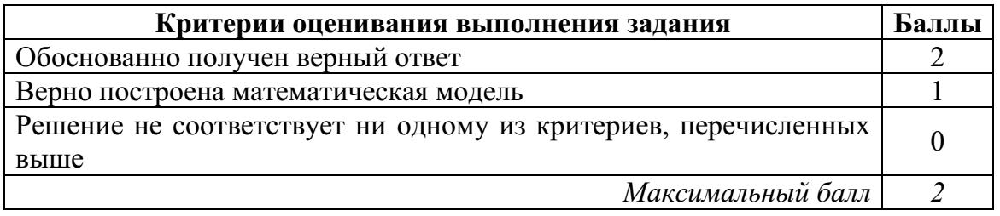 Критерии оценивания выполнения задания Баллы
Обоснованно получен верный ответ 2
Верно построена математическая модель 1
Решение не соответствует ни одному из критериев, перечисленных
выше 0
Максимальный балл 2